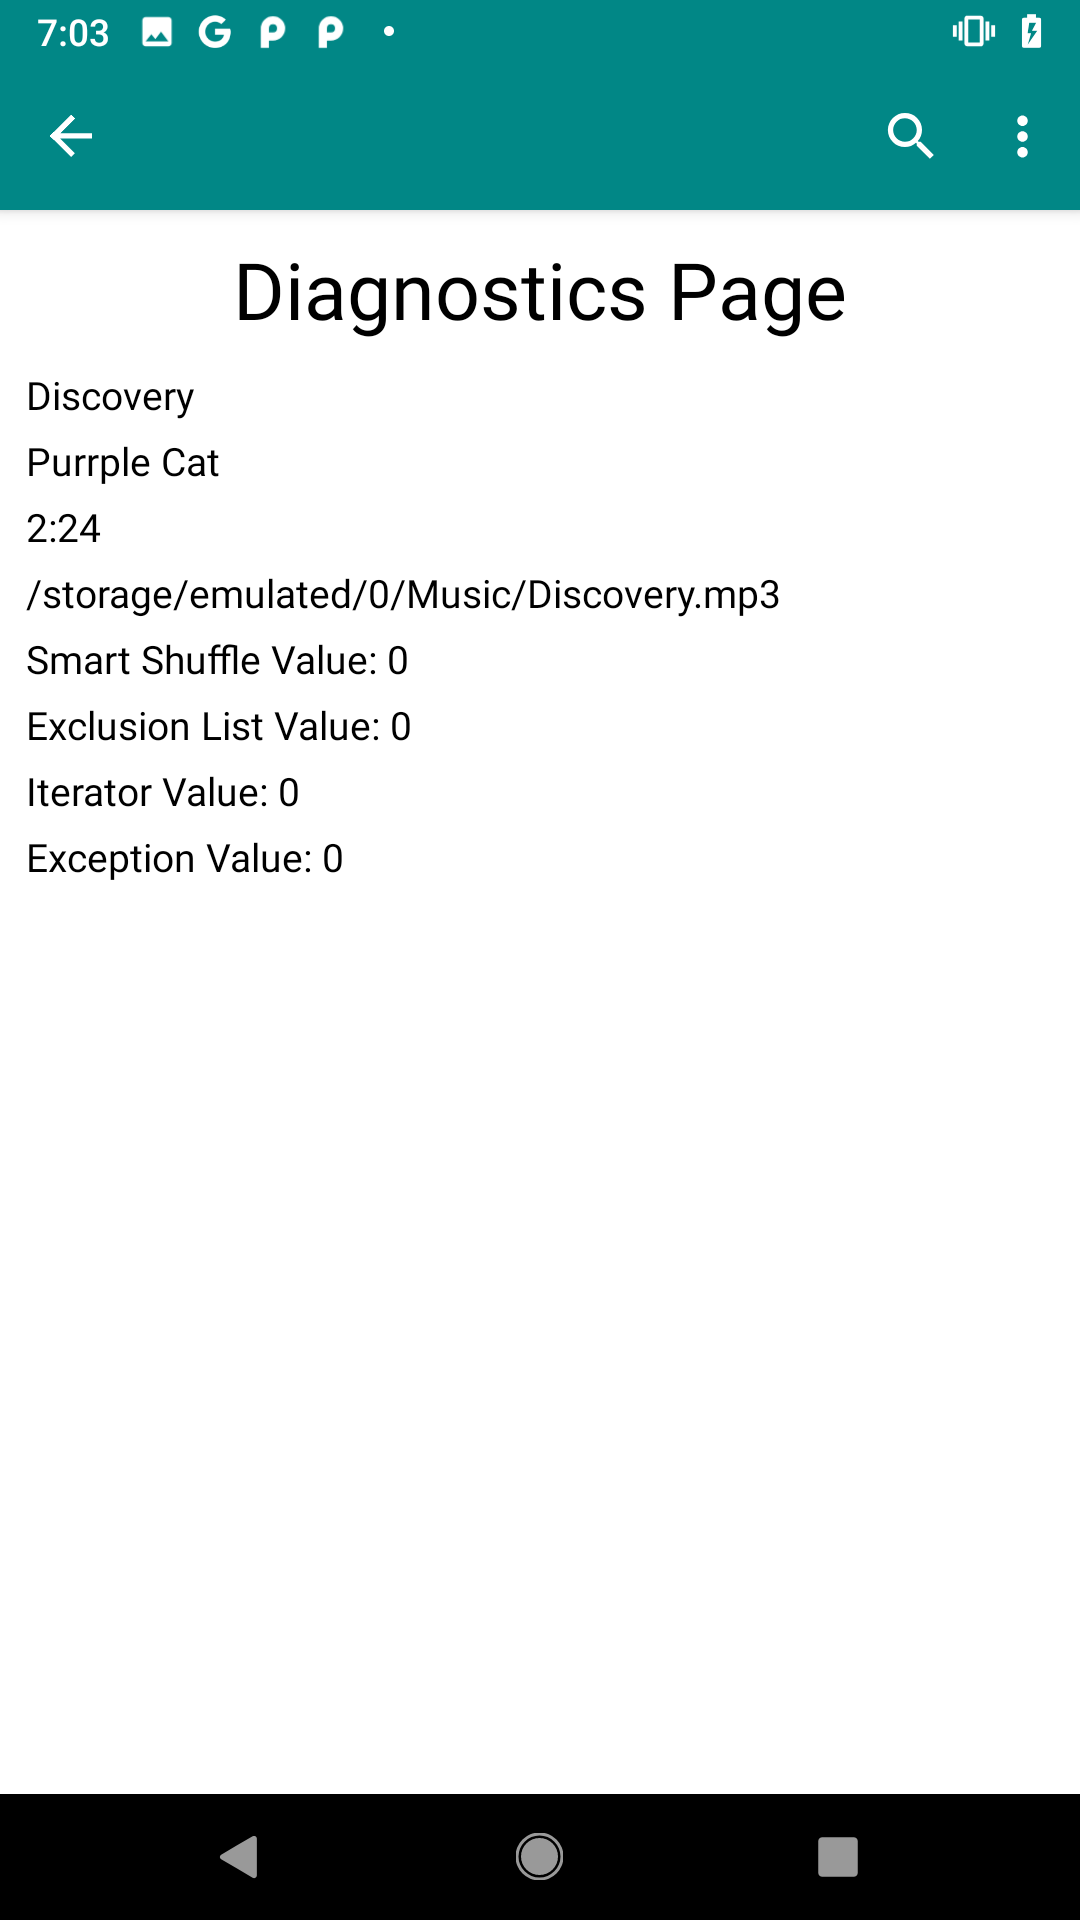 7:03
Diagnostics Page
Discovery
Purrple Cat
2:24
/storage/emulated/0/Music/Discovery.mp3
Smart Shuffle Value: 0
Exclusion List Value: 0
Iterator Value: 0
Exception Value: 0